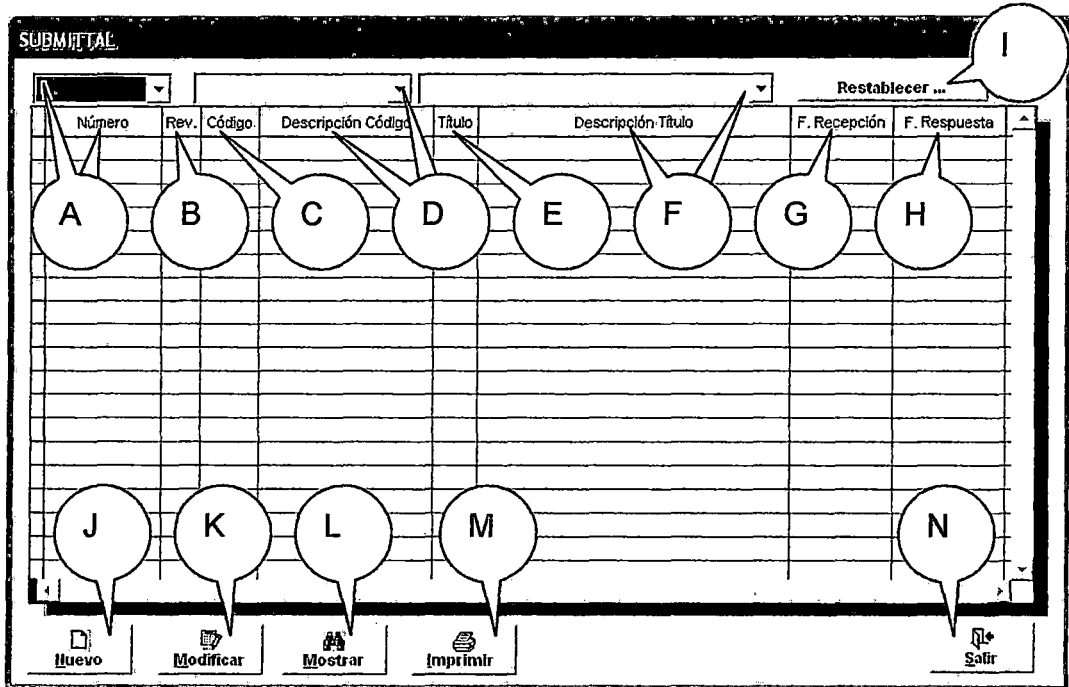 SUBMITTAL
I
Restablecer ...
Número Rev. Código Descripción Código Título Descripción Título F. Recepción F. Respuesta
A B C D E F G H
J K L M N
Nuevo Modificar Mostrar Imprimir Salir